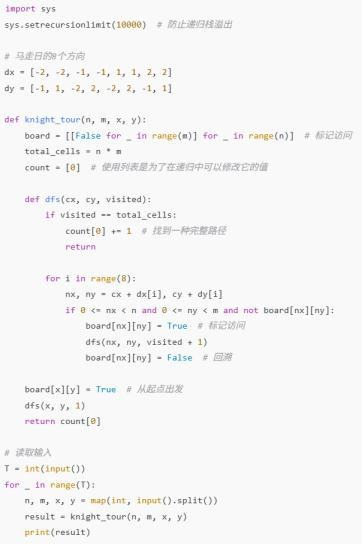 import sys
sys.setrecursionlimit(10000)  # 防止递归栈溢出

# 马走日的8个方向
dx = [-2, -2, -1, -1, 1, 1, 2, 2]
dy = [-1, 1, -2, 2, -2, 2, -1, 1]

def knight_tour(n, m, x, y):
    board = [[False for _ in range(m)] for _ in range(n)]  # 标记访问
    total_cells = n * m
    count = [0]  # 使用列表是为了在递归中可以修改它的值

    def dfs(cx, cy, visited):
        if visited == total_cells:
            count[0] += 1  # 找到一种完整路径
            return

        for i in range(8):
            nx, ny = cx + dx[i], cy + dy[i]
            if 0 <= nx < n and 0 <= ny < m and not board[nx][ny]:
                board[nx][ny] = True  # 标记访问
                dfs(nx, ny, visited + 1)
                board[nx][ny] = False  # 回溯

    board[x][y] = True  # 从起点出发
    dfs(x, y, 1)
    return count[0]

# 读取输入
T = int(input())
for _ in range(T):
    n, m, x, y = map(int, input().split())
    result = knight_tour(n, m, x, y)
    print(result)